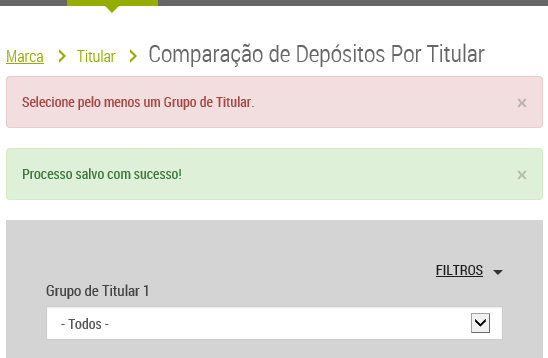 Marca > Titular > Comparação de Depósitos Por Titular
Selecione pelo menos um Grupo de Titular. ×
Processo salvo com sucesso! ×
FILTROS
Grupo de Titular 1
- Todos -